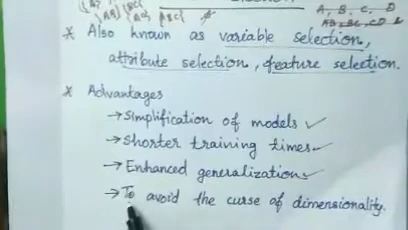 A, B, C, D
* Also known as variable selection,
attribute selection, feature selection.
* Advantages
→ Simplification of models ✓
→ Shorter training times ✓
→ Enhanced generalization ✓
→ To avoid the curse of dimensionality.